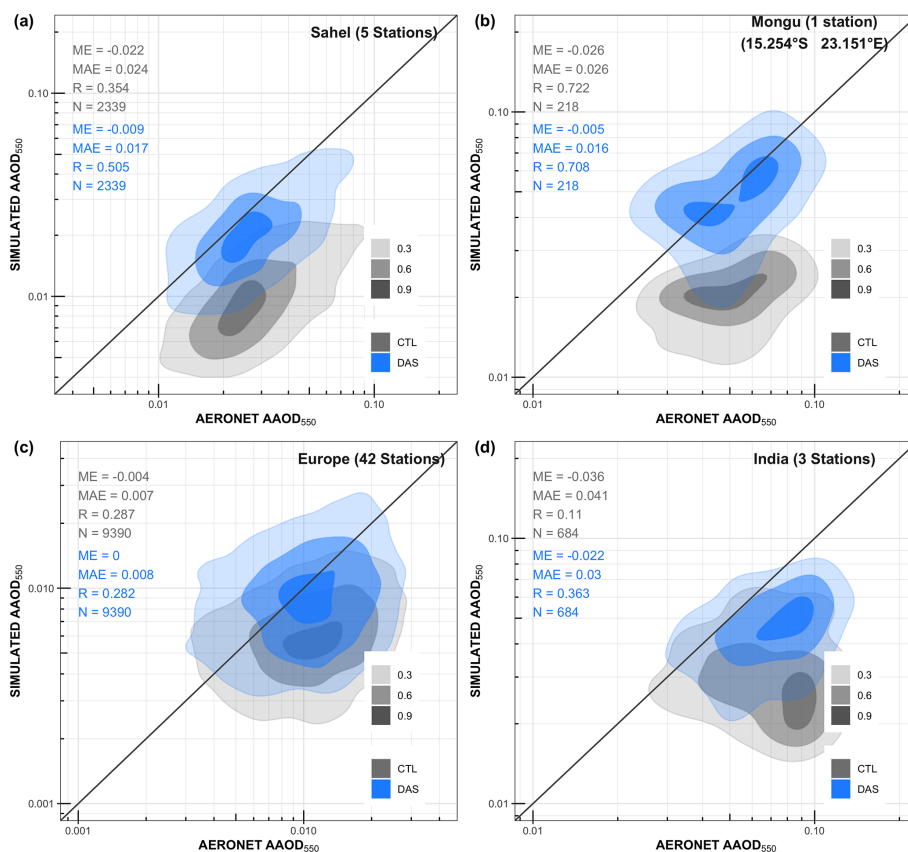 (a)
Sahel (5 Stations)
ME = -0.022
MAE = 0.024
R = 0.354
N = 2339
ME = -0.009
MAE = 0.017
R = 0.505
N = 2339
SIMULATED AAOD550
0.10
0.01
0.3
0.6
0.9
CTL
DAS
0.01
0.10
AERONET AAOD550
(b)
Mongu (1 station)
(15.254°S 23.151°E)
ME = -0.026
MAE = 0.026
R = 0.722
N = 218
ME = -0.005
MAE = 0.016
R = 0.708
N = 218
SIMULATED AAOD550
0.10
0.01
0.3
0.6
0.9
CTL
DAS
0.01
0.10
AERONET AAOD550
(c)
Europe (42 Stations)
ME = -0.004
MAE = 0.007
R = 0.287
N = 9390
ME = 0
MAE = 0.008
R = 0.282
N = 9390
SIMULATED AAOD550
0.010
0.001
0.3
0.6
0.9
CTL
DAS
0.001
0.010
AERONET AAOD550
(d)
India (3 Stations)
ME = -0.036
MAE = 0.041
R = 0.11
N = 684
ME = -0.022
MAE = 0.03
R = 0.363
N = 684
SIMULATED AAOD550
0.10
0.01
0.3
0.6
0.9
CTL
DAS
0.01
0.10
AERONET AAOD550